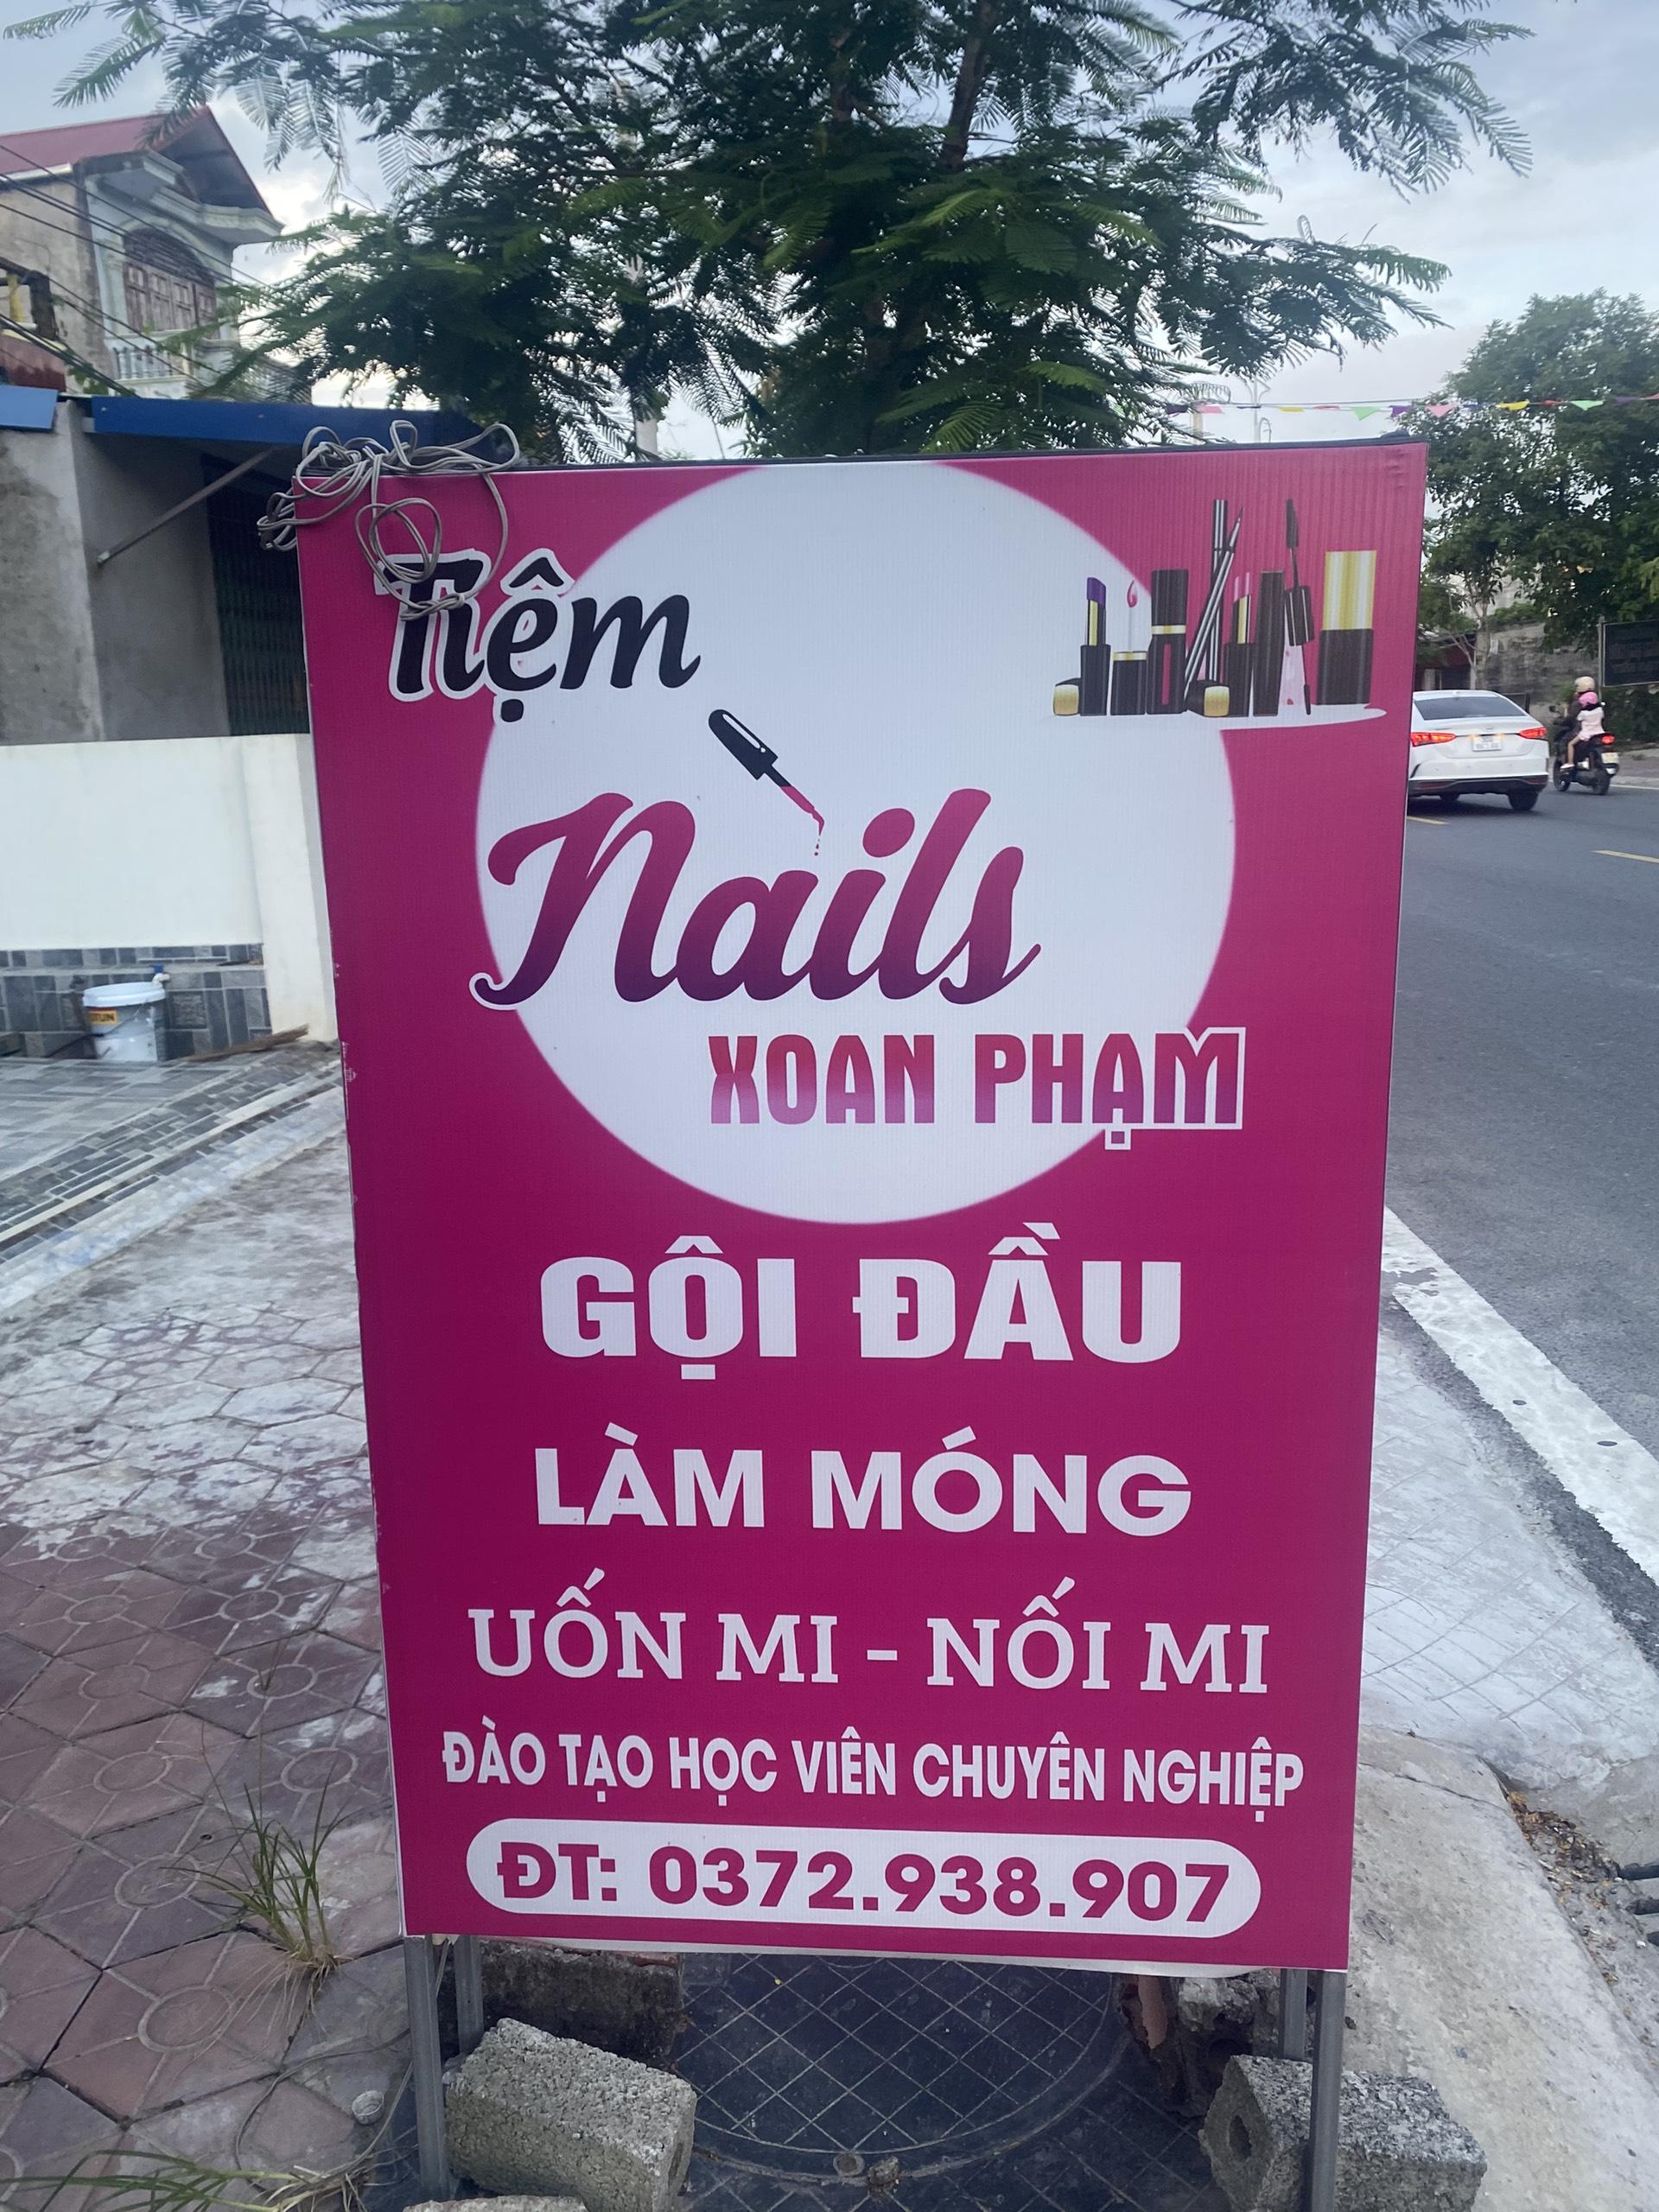 Tiệm
Nails
XOAN PHẠM
GỘI ĐẦU
LÀM MÓNG
UỐN MI - NỐI MI
ĐÀO TẠO HỌC VIÊN CHUYÊN NGHIỆP
ĐT: 0372.938.907